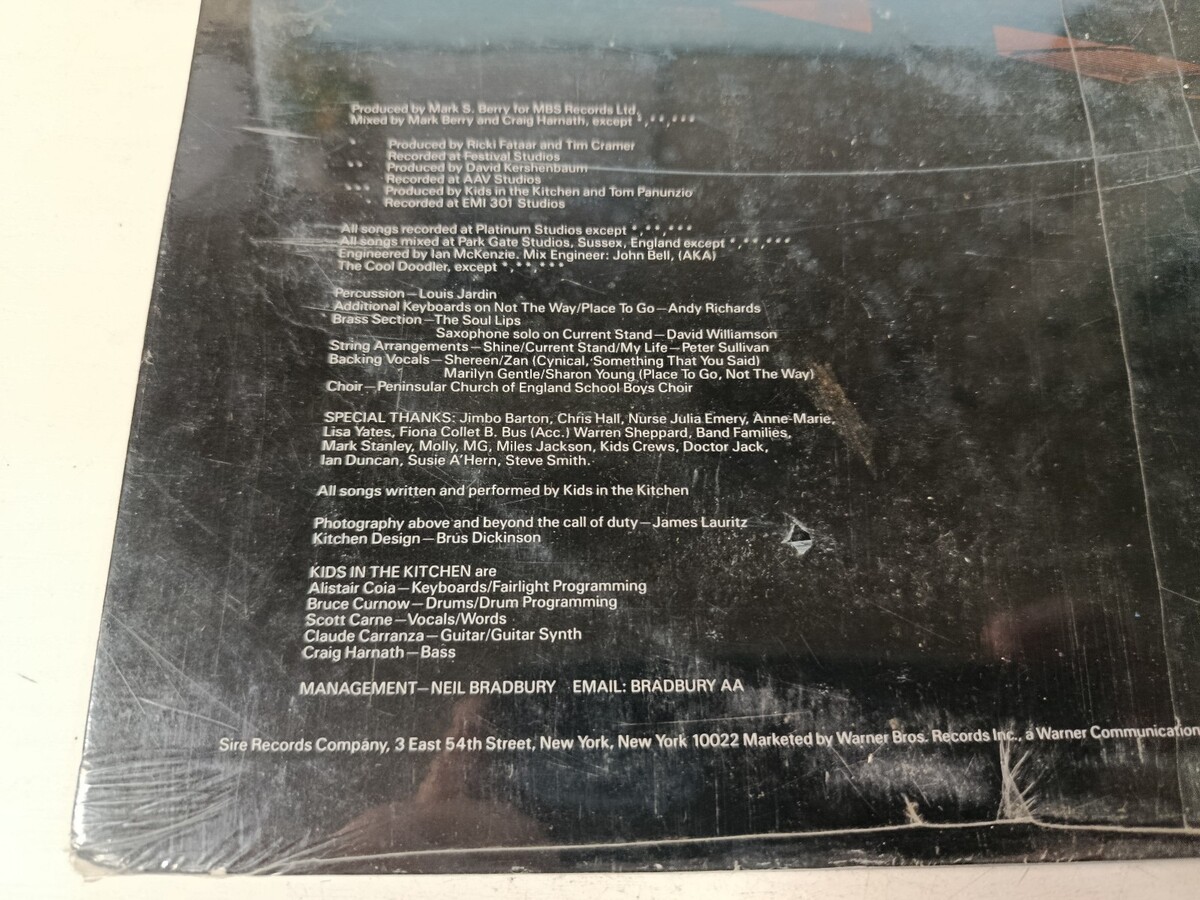 Produced by Mark S. Berry for MBS Records Ltd.
Mixed by Mark Berry and Craig Harnath, except *,**,***
* Produced by Ricki Fataar and Tim Cramer
Recorded at Festival Studios
** Produced by David Kershenbaum
Recorded at AAV Studios
*** Produced by Kids in the Kitchen and Tom Panunzio
Recorded at EMI 301 Studios
All songs recorded at Platinum Studios except *,**,***
All songs mixed at Park Gate Studios, Sussex, England except *,**,***
Engineered by Ian McKenzie. Mix Engineer: John Bell, (AKA)
The Cool Doodler, except *,**,***
Percussion—Louis Jardin
Additional Keyboards on Not The Way/Place To Go—Andy Richards
Brass Section—The Soul Lips
Saxophone solo on Current Stand—David Williamson
String Arrangements—Shine/Current Stand/My Life—Peter Sullivan
Backing Vocals—Shereen/Zan (Cynical, Something That You Said)
Marilyn Gentle/Sharon Young (Place To Go, Not The Way)
Choir—Peninsular Church of England School Boys Choir
SPECIAL THANKS: Jimbo Barton, Chris Hall, Nurse Julia Emery, Anne-Marie,
Lisa Yates, Fiona Collet B. Bus (Acc.) Warren Sheppard, Band Families,
Mark Stanley, Molly, MG, Miles Jackson, Kids Crews, Doctor Jack,
Ian Duncan, Susie A'Hern, Steve Smith.
All songs written and performed by Kids in the Kitchen
Photography above and beyond the call of duty—James Lauritz
Kitchen Design—Brus Dickinson
KIDS IN THE KITCHEN are
Alistair Coia—Keyboards/Fairlight Programming
Bruce Curnow—Drums/Drum Programming
Scott Carne—Vocals/Words
Claude Carranza—Guitar/Guitar Synth
Craig Harnath—Bass
MANAGEMENT—NEIL BRADBURY EMAIL: BRADBURY AA
Sire Records Company, 3 East 54th Street, New York, New York 10022 Marketed by Warner Bros. Records Inc., a Warner Communication